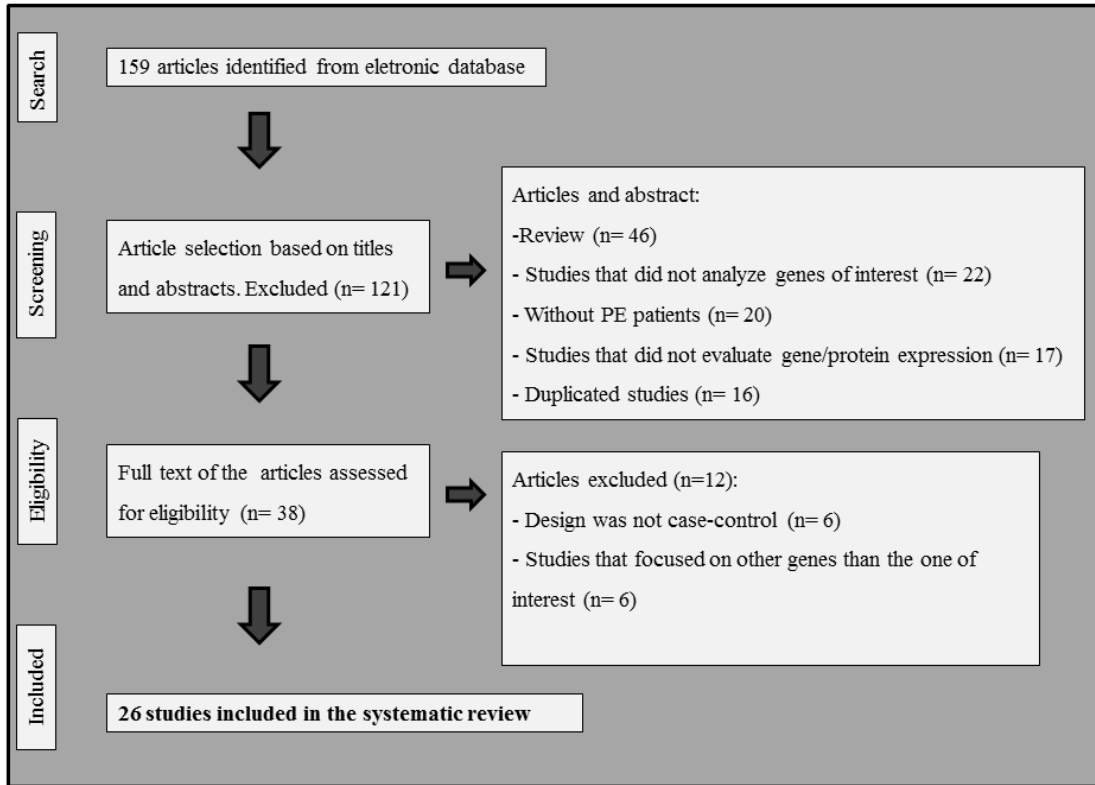 Search
159 articles identified from eletronic database
Screening
Article selection based on titles
and abstracts. Excluded (n= 121)
Articles and abstract:
-Review (n= 46)
- Studies that did not analyze genes of interest (n= 22)
- Without PE patients (n= 20)
- Studies that did not evaluate gene/protein expression (n= 17)
- Duplicated studies (n= 16)
Eligibility
Full text of the articles assessed
for eligibility (n= 38)
Articles excluded (n=12):
- Design was not case-control (n= 6)
- Studies that focused on other genes than the one of
interest (n= 6)
Included
26 studies included in the systematic review